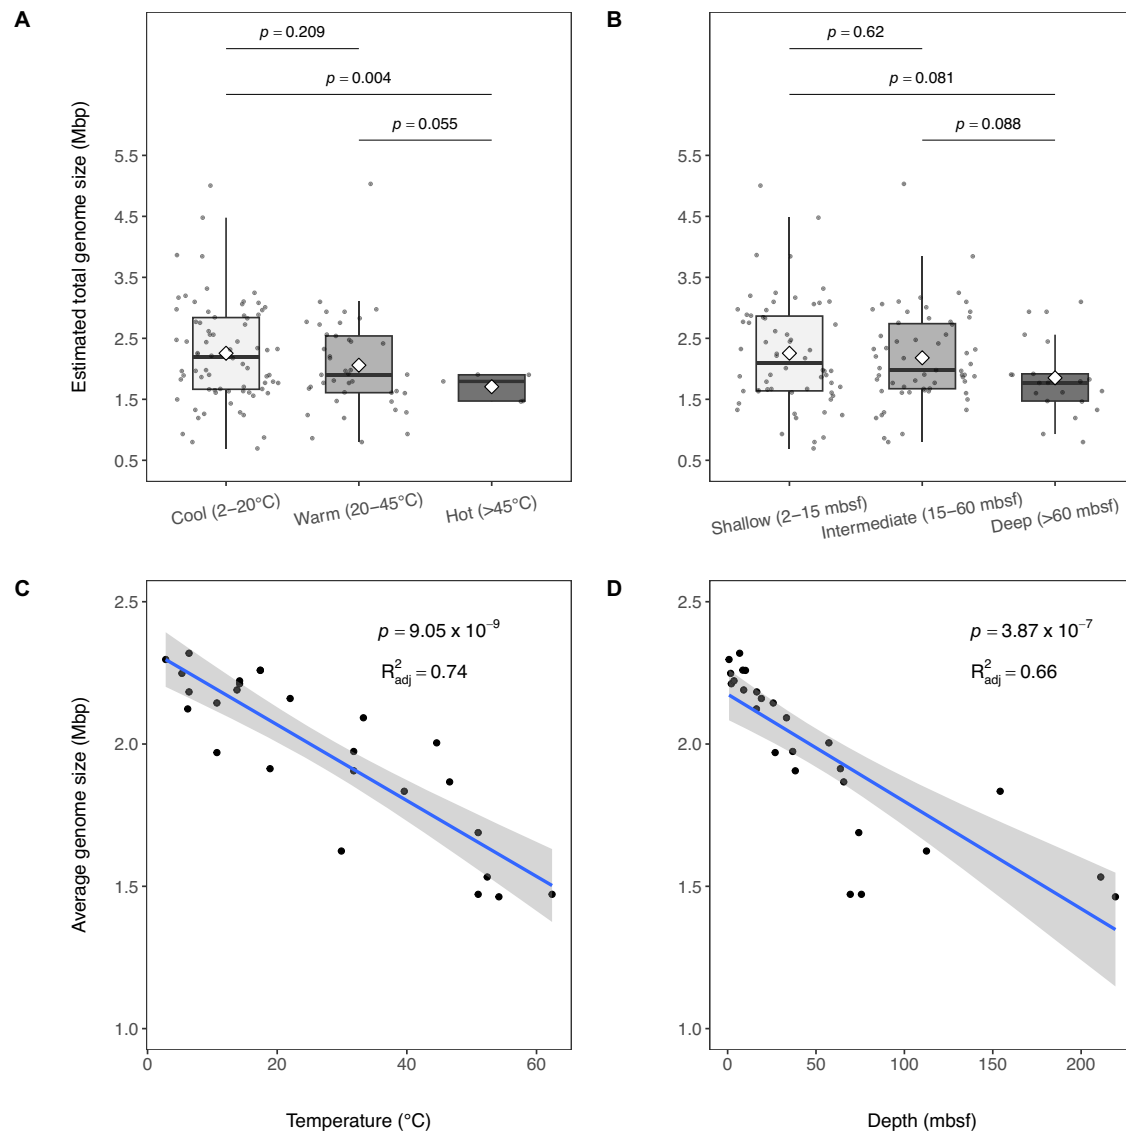 A
p = 0.209
p = 0.004
p = 0.055
Estimated total genome size (Mbp)
5.5
4.5
3.5
2.5
1.5
0.5
Cool (2−20°C)
Warm (20−45°C)
Hot (>45°C)
B
p = 0.62
p = 0.081
p = 0.088
Shallow (2−15 mbsf)
Intermediate (15−60 mbsf)
Deep (>60 mbsf)
C
p = 9.05 x 10⁻⁹
R²adj = 0.74
Average genome size (Mbp)
2.5
2.0
1.5
1.0
0
20
40
60
Temperature (°C)
D
p = 3.87 x 10⁻⁷
R²adj = 0.66
2.5
2.0
1.5
1.0
0
50
100
150
200
Depth (mbsf)
5.5
4.5
3.5
2.5
1.5
0.5